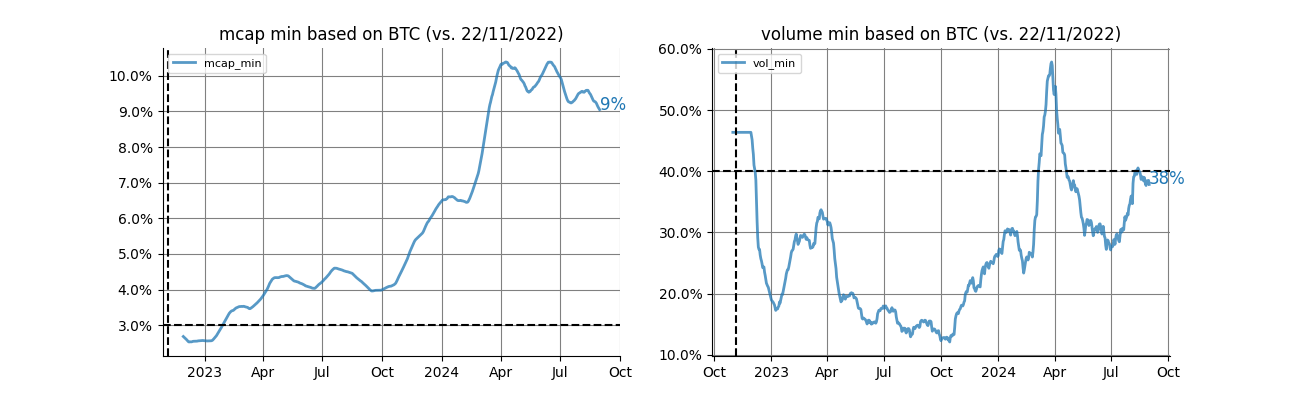 mcap min based on BTC (vs. 22/11/2022)
mcap_min
10.0%
9.0%
8.0%
7.0%
6.0%
5.0%
4.0%
3.0%
9%
2023 Apr Jul Oct 2024 Apr Jul Oct
volume min based on BTC (vs. 22/11/2022)
vol_min
60.0%
50.0%
40.0%
30.0%
20.0%
10.0%
38%
Oct 2023 Apr Jul Oct 2024 Apr Jul Oct